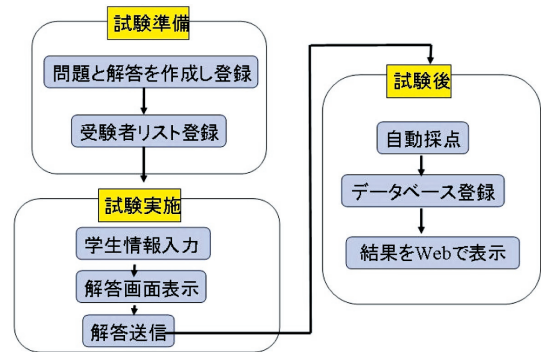 試験準備
問題と解答を作成し登録
受験者リスト登録
試験実施
学生情報入力
解答画面表示
解答送信
試験後
自動採点
データベース登録
結果をWebで表示